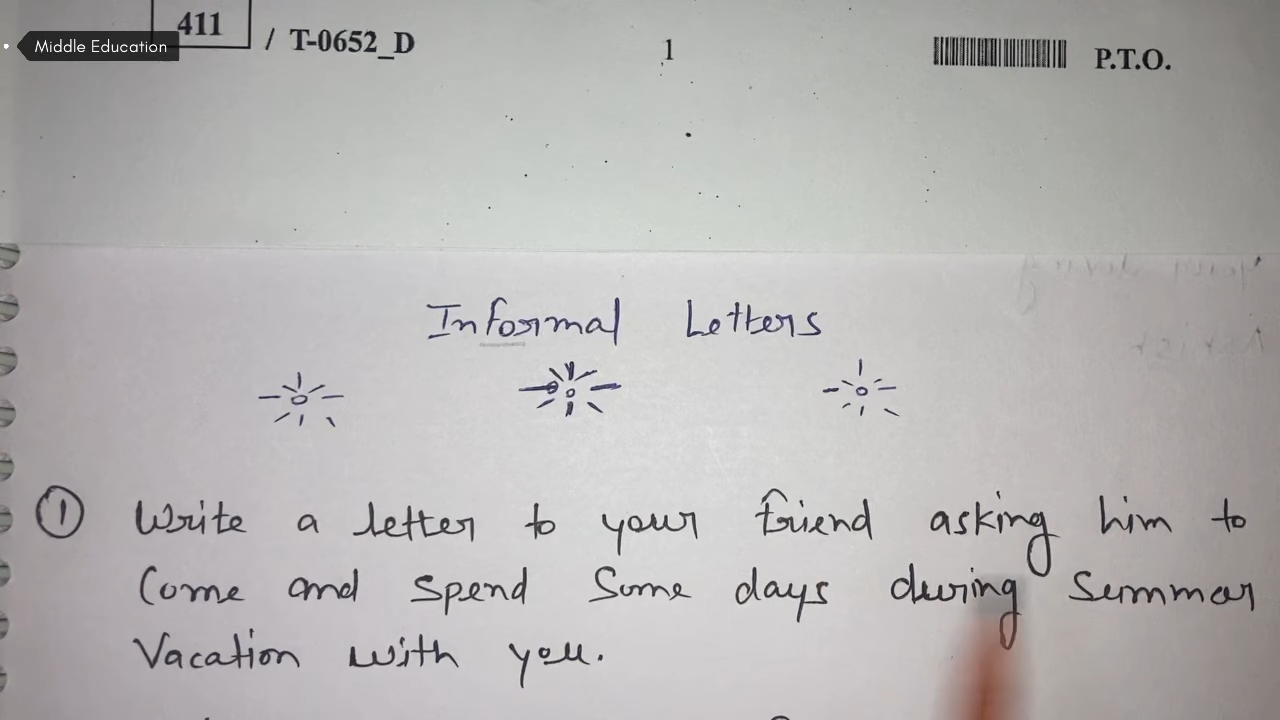 Middle Education
411 / T-0652_D
1
P.T.O.
Informal Letters
1 Write a letter to your friend asking him to
Come and Spend Some days during Summar
Vacation with you.